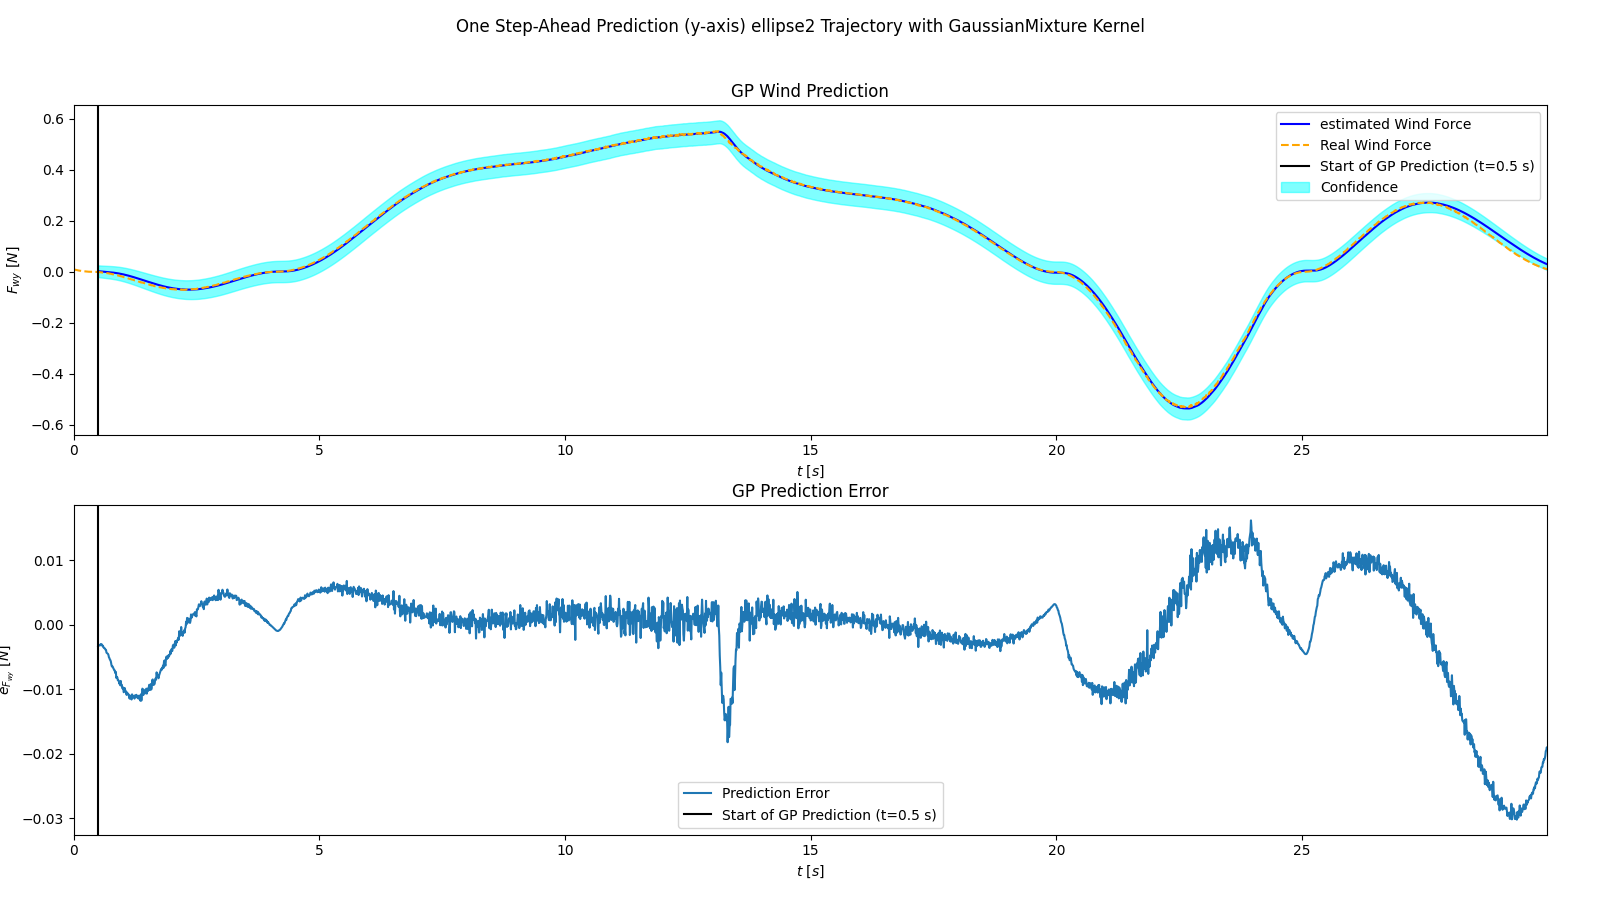 One Step-Ahead Prediction (y-axis) ellipse2 Trajectory with GaussianMixture Kernel
GP Wind Prediction
0.6
0.4
0.2
0.0
−0.2
−0.4
−0.6
F_wy [N]
estimated Wind Force
Real Wind Force
Start of GP Prediction (t=0.5 s)
Confidence
0 5 10 15 20 25
t [s]
GP Prediction Error
0.01
0.00
−0.01
−0.02
−0.03
e_F_wy [N]
Prediction Error
Start of GP Prediction (t=0.5 s)
0 5 10 15 20 25
t [s]